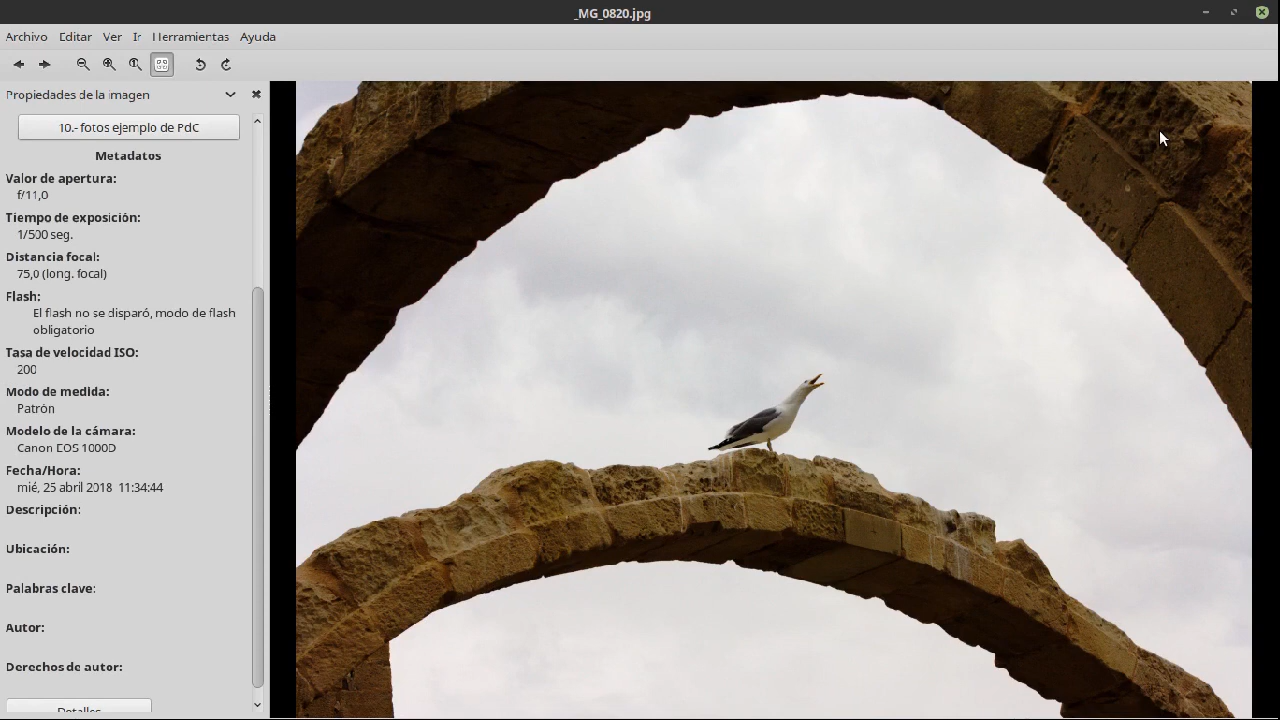 _MG_0820.jpg
Archivo Editar Ver Ir Herramientas Ayuda
Propiedades de la imagen
10.- fotos ejemplo de PdC
Metadatos
Valor de apertura:
f/11,0
Tiempo de exposición:
1/500 seg.
Distancia focal:
75,0 (long. focal)
Flash:
El flash no se disparó, modo de flash
obligatorio
Tasa de velocidad ISO:
200
Modo de medida:
Patrón
Modelo de la cámara:
Canon EOS 1000D
Fecha/Hora:
mié, 25 abril 2018 11:34:44
Descripción:
Ubicación:
Palabras clave:
Autor:
Derechos de autor:
Detalles